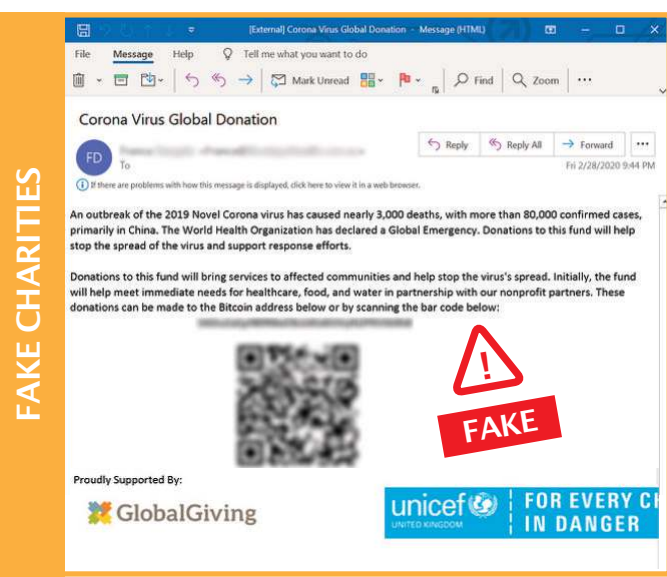 FAKE CHARITIES
[External] Corona Virus Global Donation - Message (HTML)
File Message Help Tell me what you want to do
Mark Unread Find Zoom
Corona Virus Global Donation
FD
To
Reply Reply All Forward
Fri 2/28/2020 9:44 PM
If there are problems with how this message is displayed, click here to view it in a web browser.
An outbreak of the 2019 Novel Corona virus has caused nearly 3,000 deaths, with more than 80,000 confirmed cases,
primarily in China. The World Health Organization has declared a Global Emergency. Donations to this fund will help
stop the spread of the virus and support response efforts.
Donations to this fund will bring services to affected communities and help stop the virus's spread. Initially, the fund
will help meet immediate needs for healthcare, food, and water in partnership with our nonprofit partners. These
donations can be made to the Bitcoin address below or by scanning the bar code below:
!
FAKE
Proudly Supported By:
GlobalGiving
unicef
UNITED KINGDOM
FOR EVERY CH
IN DANGER